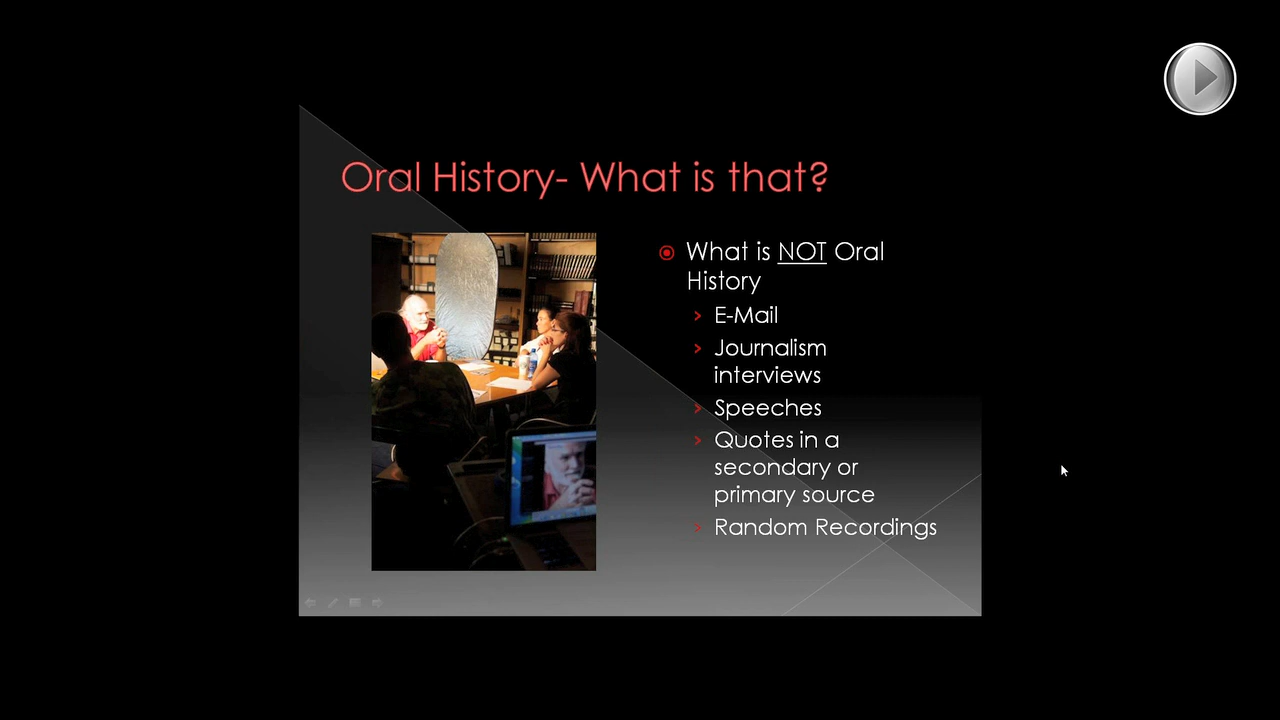 Oral History- What is that?
What is NOT Oral
History
E-Mail
Journalism
interviews
Speeches
Quotes in a
secondary or
primary source
Random Recordings